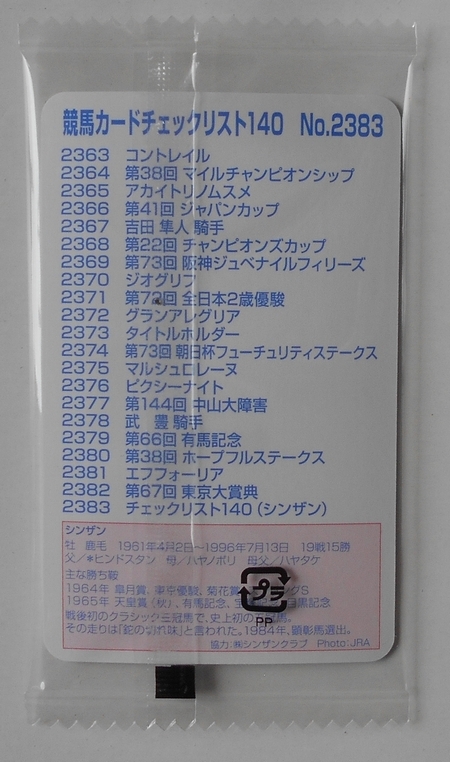 競馬カードチェックリスト140 No.2383
2363 コントレイル
2364 第38回 マイルチャンピオンシップ
2365 アカイトリノムスメ
2366 第41回 ジャパンカップ
2367 吉田 隼人 騎手
2368 第22回 チャンピオンズカップ
2369 第73回 阪神ジュベナイルフィリーズ
2370 ジオグリフ
2371 第72回 全日本2歳優駿
2372 グランアレグリア
2373 タイトルホルダー
2374 第73回 朝日杯フューチュリティステークス
2375 マルシュロレーヌ
2376 ピクシーナイト
2377 第144回 中山大障害
2378 武 豊 騎手
2379 第66回 有馬記念
2380 第38回 ホープフルステークス
2381 エフフォーリア
2382 第67回 東京大賞典
2383 チェックリスト140（シンザン）
シンザン
牡 鹿毛 1961年4月2日～1996年7月13日 19戦15勝
父／*ヒンドスタン 母／ハヤノボリ 母父／ハヤタケ
主な勝ち鞍
1964年 皐月賞、東京優駿、菊花賞、
1965年 天皇賞（秋）、有馬記念、目黒記念
戦後初のクラシック三冠馬で、史上初の五冠馬。
その走りは「鉈の切れ味」と言われた。1984年、顕彰馬選出。
協力：㈱シンザンクラブ Photo：JRA
プラ
PP